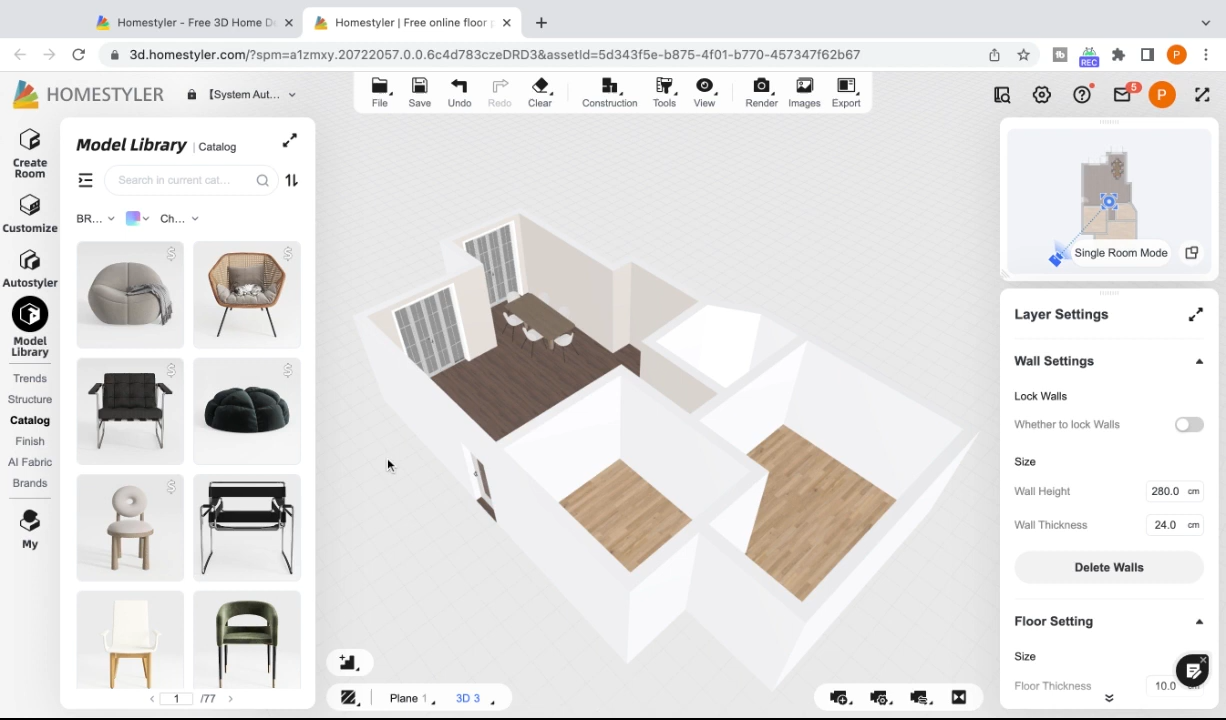 Homestyler - Free 3D Home De
Homestyler | Free online floor p
3d.homestyler.com/?spm=a1zmxy.20722057.0.0.6c4d783czeDRD3&assetId=5d343f5e-b875-4f01-b770-457347f62b67
tb
REC
P
HOMESTYLER
【System Aut...
File
Save
Undo
Redo
Clear
Construction
Tools
View
Render
Images
Export
5
P
Create
Room
Customize
Autostyler
Model
Library
Trends
Structure
Catalog
Finish
AI Fabric
Brands
My
Model Library | Catalog
Search in current cat...
BR...
Ch...
$
$
$
$
$
1 /77
Plane 1
3D 3
Single Room Mode
Layer Settings
Wall Settings
Lock Walls
Whether to lock Walls
Size
Wall Height 280.0 cm
Wall Thickness 24.0 cm
Delete Walls
Floor Setting
Size
Floor Thickness 10.0